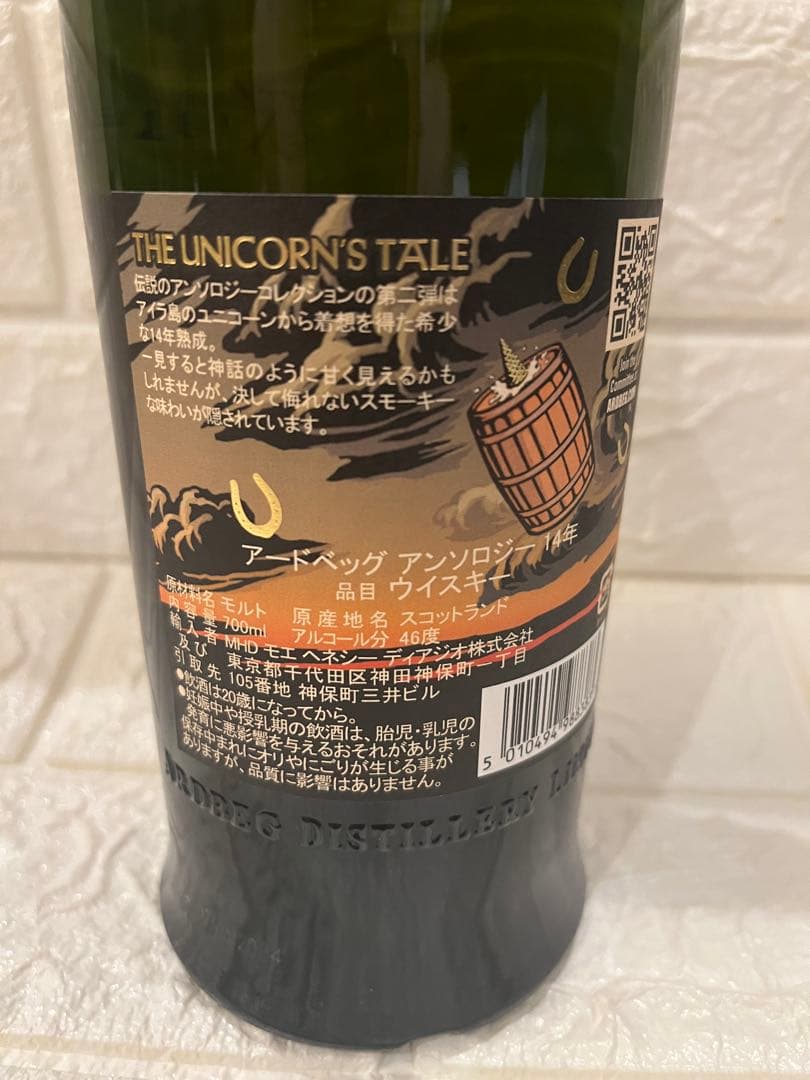 THE UNICORN'S TALE
伝説のアンソロジーコレクションの第二弾は
アイラ島のユニコーンから着想を得た希少
な14年熟成。
一見すると神話のように甘く見えるかも
しれませんが、決して侮れないスモーキー
な味わいが隠されています。
Join the
Committee at
ARDBEG.COM
アードベッグ アンソロジー 14年
品目 ウイスキー
原材料名 モルト 原産地名 スコットランド
内容量 700ml アルコール分 46度
輸入者 MHD モエ ヘネシー ディアジオ株式会社
及び 東京都千代田区神田神保町一丁目
引取先 105番地 神保町三井ビル
●飲酒は20歳になってから。
●妊娠中や授乳期の飲酒は、胎児・乳児の
発育に悪影響を与えるおそれがあります。
保存中まれにオリやにごりが生じる事が
ありますが、品質に影響はありません。
5 010494
ARDBEG DISTILLERY